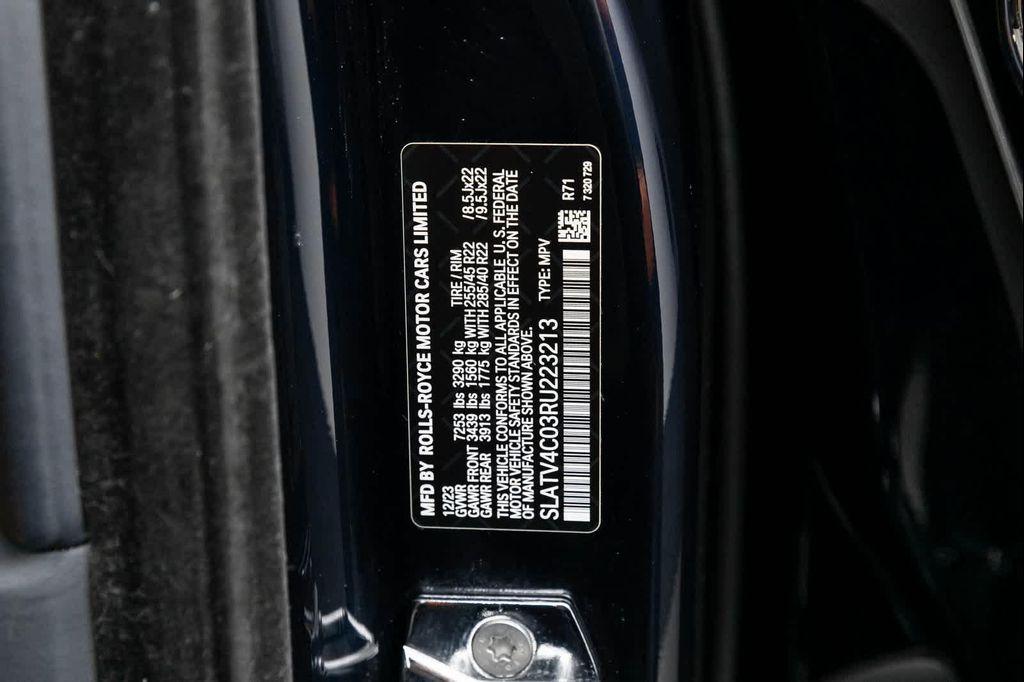 MFD BY ROLLS-ROYCE MOTOR CARS LIMITED
12/23
GVWR 7253 lbs 3290 kg TIRE / RIM
GAWR FRONT 3439 lbs 1560 kg WITH 255/45 R22 /8.5Jx22
GAWR REAR 3913 lbs 1775 kg WITH 285/40 R22 /9.5Jx22
THIS VEHICLE CONFORMS TO ALL APPLICABLE U.S. FEDERAL
MOTOR VEHICLE SAFETY STANDARDS IN EFFECT ON THE DATE
OF MANUFACTURE SHOWN ABOVE.
SLATV4C03RU223213 TYPE: MPV
R71
7320729